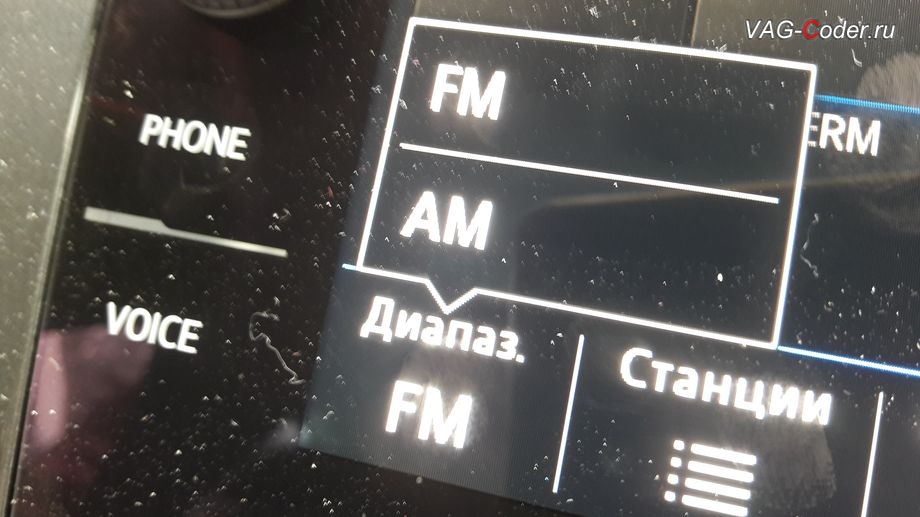 VAG-Coder.ru
FM
PHONE
ERM
AM
VOICE
Диапаз.
FM
Станции